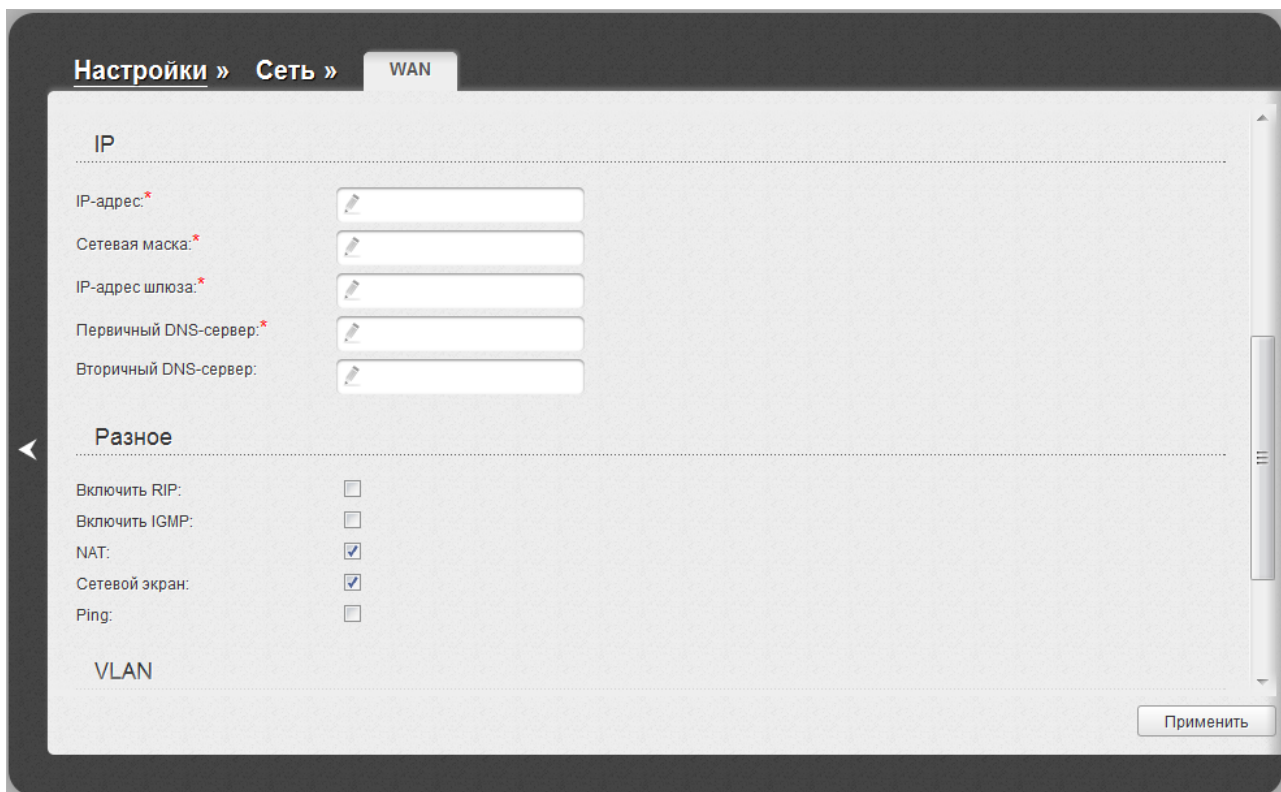 Настройки » Сеть » WAN
IP
IP-адрес:*
Сетевая маска:*
IP-адрес шлюза:*
Первичный DNS-сервер:*
Вторичный DNS-сервер:
Разное
Включить RIP:
Включить IGMP:
NAT:
Сетевой экран:
Ping:
VLAN
Применить